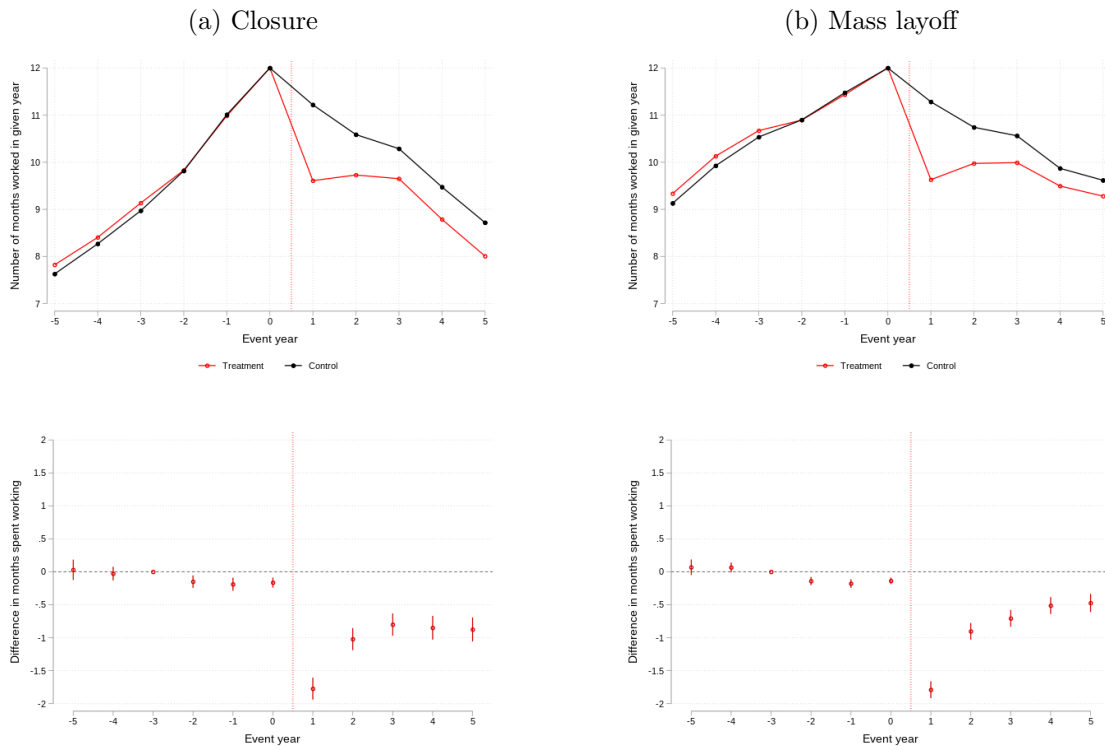 (a) Closure
Number of months worked in given year
12
11
10
9
8
7
-5 -4 -3 -2 -1 0 1 2 3 4 5
Event year
Treatment Control
(b) Mass layoff
Number of months worked in given year
12
11
10
9
8
7
-5 -4 -3 -2 -1 0 1 2 3 4 5
Event year
Treatment Control
Difference in months spent working
2
1.5
1
.5
0
-.5
-1
-1.5
-2
-5 -4 -3 -2 -1 0 1 2 3 4 5
Event year
Difference in months spent working
2
1.5
1
.5
0
-.5
-1
-1.5
-2
-5 -4 -3 -2 -1 0 1 2 3 4 5
Event year